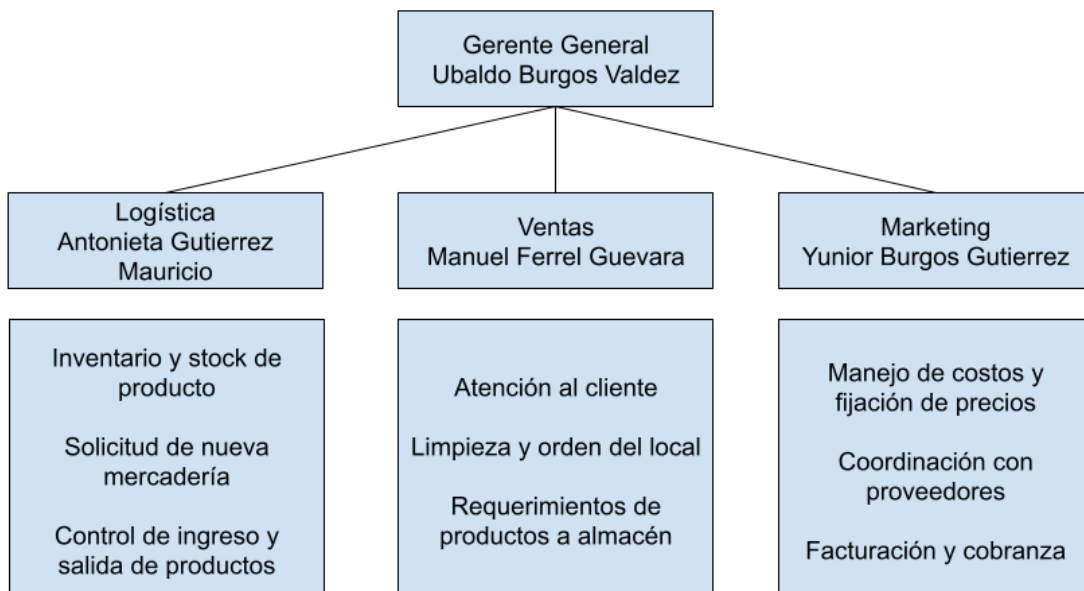 Gerente General
Ubaldo Burgos Valdez
Logística
Antonieta Gutierrez
Mauricio
Ventas
Manuel Ferrel Guevara
Marketing
Yunior Burgos Gutierrez
Inventario y stock de
producto
Solicitud de nueva
mercadería
Control de ingreso y
salida de productos
Atención al cliente
Limpieza y orden del local
Requerimientos de
productos a almacén
Manejo de costos y
fijación de precios
Coordinación con
proveedores
Facturación y cobranza